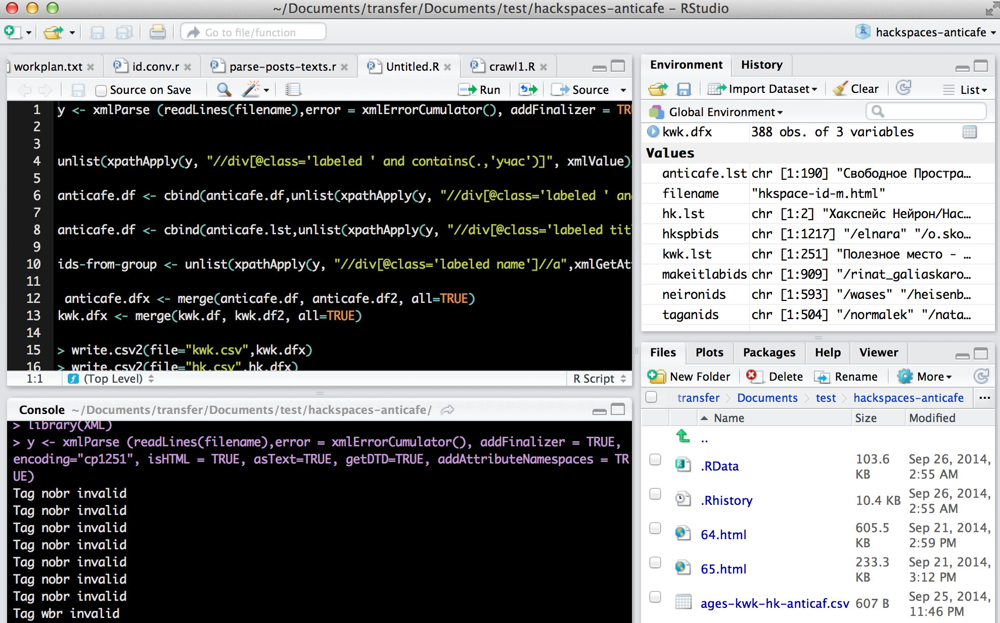 ~/Documents/transfer/Documents/test/hackspaces-anticafe – RStudio
Go to file/function
hackspaces-anticafe
workplan.txt
id.conv.r
parse-posts-texts.r
Untitled.R
crawl1.R
Source on Save
Run
Source
1 y <- xmlParse (readLines(filename),error = xmlErrorCumulator(), addFinalizer = TR
2
3
4 unlist(xpathApply(y, "//div[@class='labeled ' and contains(.,'учас')]", xmlValue)
5
6 anticafe.df <- cbind(anticafe.df,unlist(xpathApply(y, "//div[@class='labeled ' an
7
8 anticafe.df <- cbind(anticafe.lst,unlist(xpathApply(y, "//div[@class='labeled tit
9
10 ids-from-group <- unlist(xpathApply(y, "//div[@class='labeled name']//a",xmlGetAt
11
12 anticafe.dfx <- merge(anticafe.df, anticafe.df2, all=TRUE)
13 kwk.dfx <- merge(kwk.df, kwk.df2, all=TRUE)
14
15 > write.csv2(file="kwk.csv",kwk.dfx)
16 > write.csv2(file="hk.csv",hk.dfx)
1:1
(Top Level)
R Script
Console ~/Documents/transfer/Documents/test/hackspaces-anticafe/
> library(XML)
> y <- xmlParse (readLines(filename),error = xmlErrorCumulator(), addFinalizer = TRUE,
encoding="cp1251", isHTML = TRUE, asText=TRUE, getDTD=TRUE, addAttributeNamespaces = TR
UE)
Tag nobr invalid
Tag nobr invalid
Tag nobr invalid
Tag nobr invalid
Tag nobr invalid
Tag nobr invalid
Tag nobr invalid
Tag wbr invalid
Environment
History
Import Dataset
Clear
List
Global Environment
kwk.dfx 388 obs. of 3 variables
Values
anticafe.lst chr [1:190] "Свободное Простра…
filename "hkspace-id-m.html"
hk.lst chr [1:2] "Хакспейс Нейрон/Нас…
hkspbids chr [1:1217] "/elnara" "/o.sko…
kwk.lst chr [1:251] "Полезное место - …
makeitlabids chr [1:909] "/rinat_galiaskaro…
neironids chr [1:593] "/wases" "/heisenb…
taganids chr [1:504] "/normalek" "/nata…
Files
Plots
Packages
Help
Viewer
New Folder
Delete
Rename
More
transfer
Documents
test
hackspaces-anticafe
...
Name
Size
Modified
..
.RData
103.6 KB
Sep 26, 2014, 2:55 AM
.Rhistory
10.4 KB
Sep 26, 2014, 2:55 AM
64.html
605.5 KB
Sep 21, 2014, 2:59 PM
65.html
233.3 KB
Sep 21, 2014, 3:12 PM
ages-kwk-hk-anticaf.csv
607 B
Sep 25, 2014, 11:46 PM